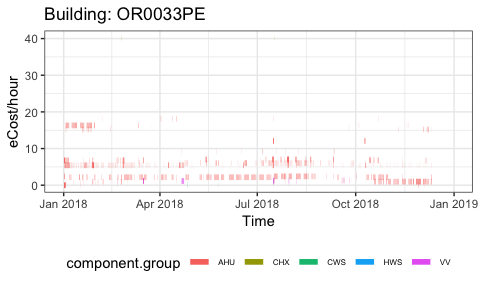 Building: OR0033PE
eCost/hour
40
30
20
10
0
Jan 2018 Apr 2018 Jul 2018 Oct 2018 Jan 2019
Time
component.group AHU CHX CWS HWS VV